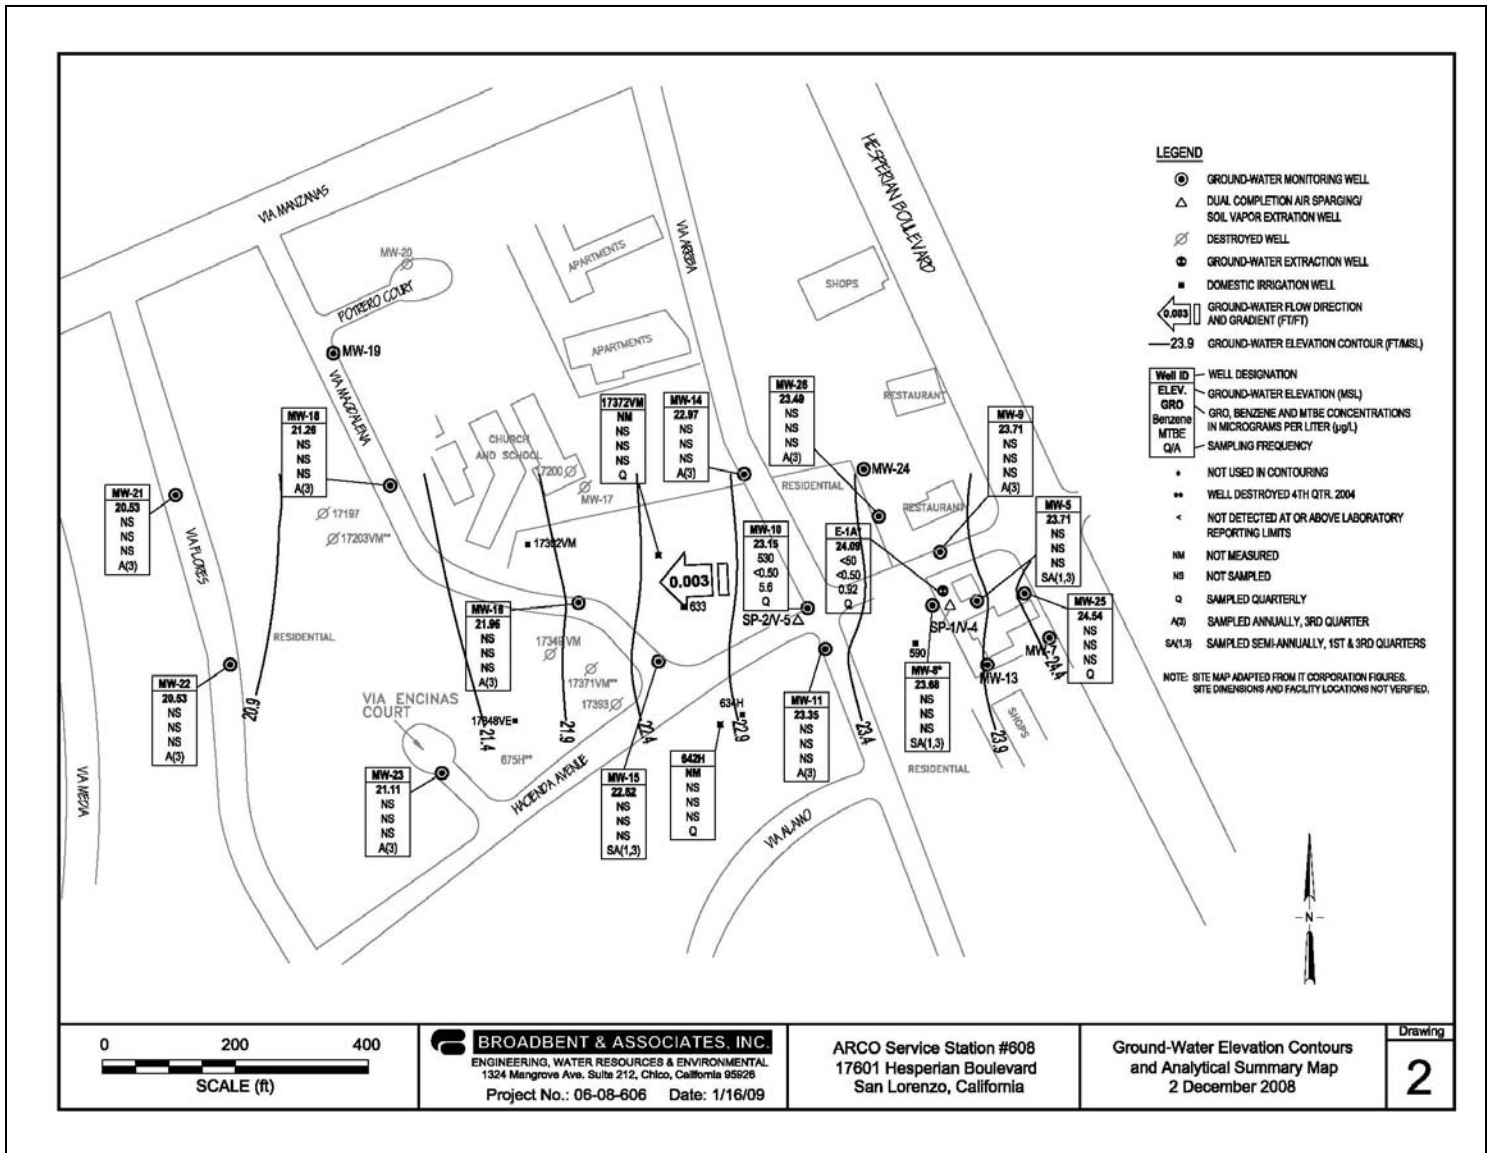 VIA MANZANAS
MW-20
POTRERO COURT
MW-19
VIA MAGDALENA
APARTMENTS
APARTMENTS
VIA ARRIBA
HESPERIAN BOULEVARD
SHOPS
RESTAURANT
RESTAURANT
CHURCH
AND SCHOOL
17200
MW-17
17197
17203VM**
17392VM
RESIDENTIAL
MW-24
MW-18
21.26
NS
NS
NS
A(3)
17372VM
NM
NS
NS
NS
Q
MW-14
22.97
NS
NS
NS
A(3)
MW-26
23.49
NS
NS
NS
A(3)
MW-9
23.71
NS
NS
NS
A(3)
MW-21
20.53
NS
NS
NS
A(3)
VIA FLORES
MW-5
23.71
NS
NS
NS
SA(1,3)
MW-10
23.15
530
<0.50
5.6
Q
E-1A*
24.09
<50
<0.50
0.92
Q
0.003
633
SP-2/V-5
SP-1/V-4
MW-16
21.96
NS
NS
NS
A(3)
MW-25
24.54
NS
NS
NS
Q
RESIDENTIAL
17349VM
17371VM**
17393
590
MW-7
MW-13
MW-22
20.53
NS
NS
NS
A(3)
MW-8*
23.68
NS
NS
NS
SA(1,3)
MW-11
23.35
NS
NS
NS
A(3)
VIA ENCINAS
COURT
17348VE
675H**
634H
SHOPS
RESIDENTIAL
20.9
21.4
21.9
22.4
22.9
23.4
23.9
24.4
MW-23
21.11
NS
NS
NS
A(3)
HACIENDA AVENUE
MW-15
22.52
NS
NS
NS
SA(1,3)
642H
NM
NS
NS
NS
Q
VIA MEDIA
VIA ALAMO
LEGEND
GROUND-WATER MONITORING WELL
DUAL COMPLETION AIR SPARGING/
SOIL VAPOR EXTRATION WELL
DESTROYED WELL
GROUND-WATER EXTRACTION WELL
DOMESTIC IRRIGATION WELL
0.003 GROUND-WATER FLOW DIRECTION
AND GRADIENT (FT/FT)
23.9 GROUND-WATER ELEVATION CONTOUR (FT/MSL)
Well ID WELL DESIGNATION
ELEV. GROUND-WATER ELEVATION (MSL)
GRO GRO, BENZENE AND MTBE CONCENTRATIONS
Benzene IN MICROGRAMS PER LITER (µg/L)
MTBE
Q/A SAMPLING FREQUENCY
* NOT USED IN CONTOURING
** WELL DESTROYED 4TH QTR. 2004
< NOT DETECTED AT OR ABOVE LABORATORY
REPORTING LIMITS
NM NOT MEASURED
NS NOT SAMPLED
Q SAMPLED QUARTERLY
A(3) SAMPLED ANNUALLY, 3RD QUARTER
SA(1,3) SAMPLED SEMI-ANNUALLY, 1ST & 3RD QUARTERS
NOTE: SITE MAP ADAPTED FROM IT CORPORATION FIGURES.
SITE DIMENSIONS AND FACILITY LOCATIONS NOT VERIFIED.
N
0 200 400
SCALE (ft)
BROADBENT & ASSOCIATES, INC.
ENGINEERING, WATER RESOURCES & ENVIRONMENTAL
1324 Mangrove Ave. Suite 212, Chico, California 95926
Project No.: 06-08-606 Date: 1/16/09
ARCO Service Station #608
17601 Hesperian Boulevard
San Lorenzo, California
Ground-Water Elevation Contours
and Analytical Summary Map
2 December 2008
Drawing
2